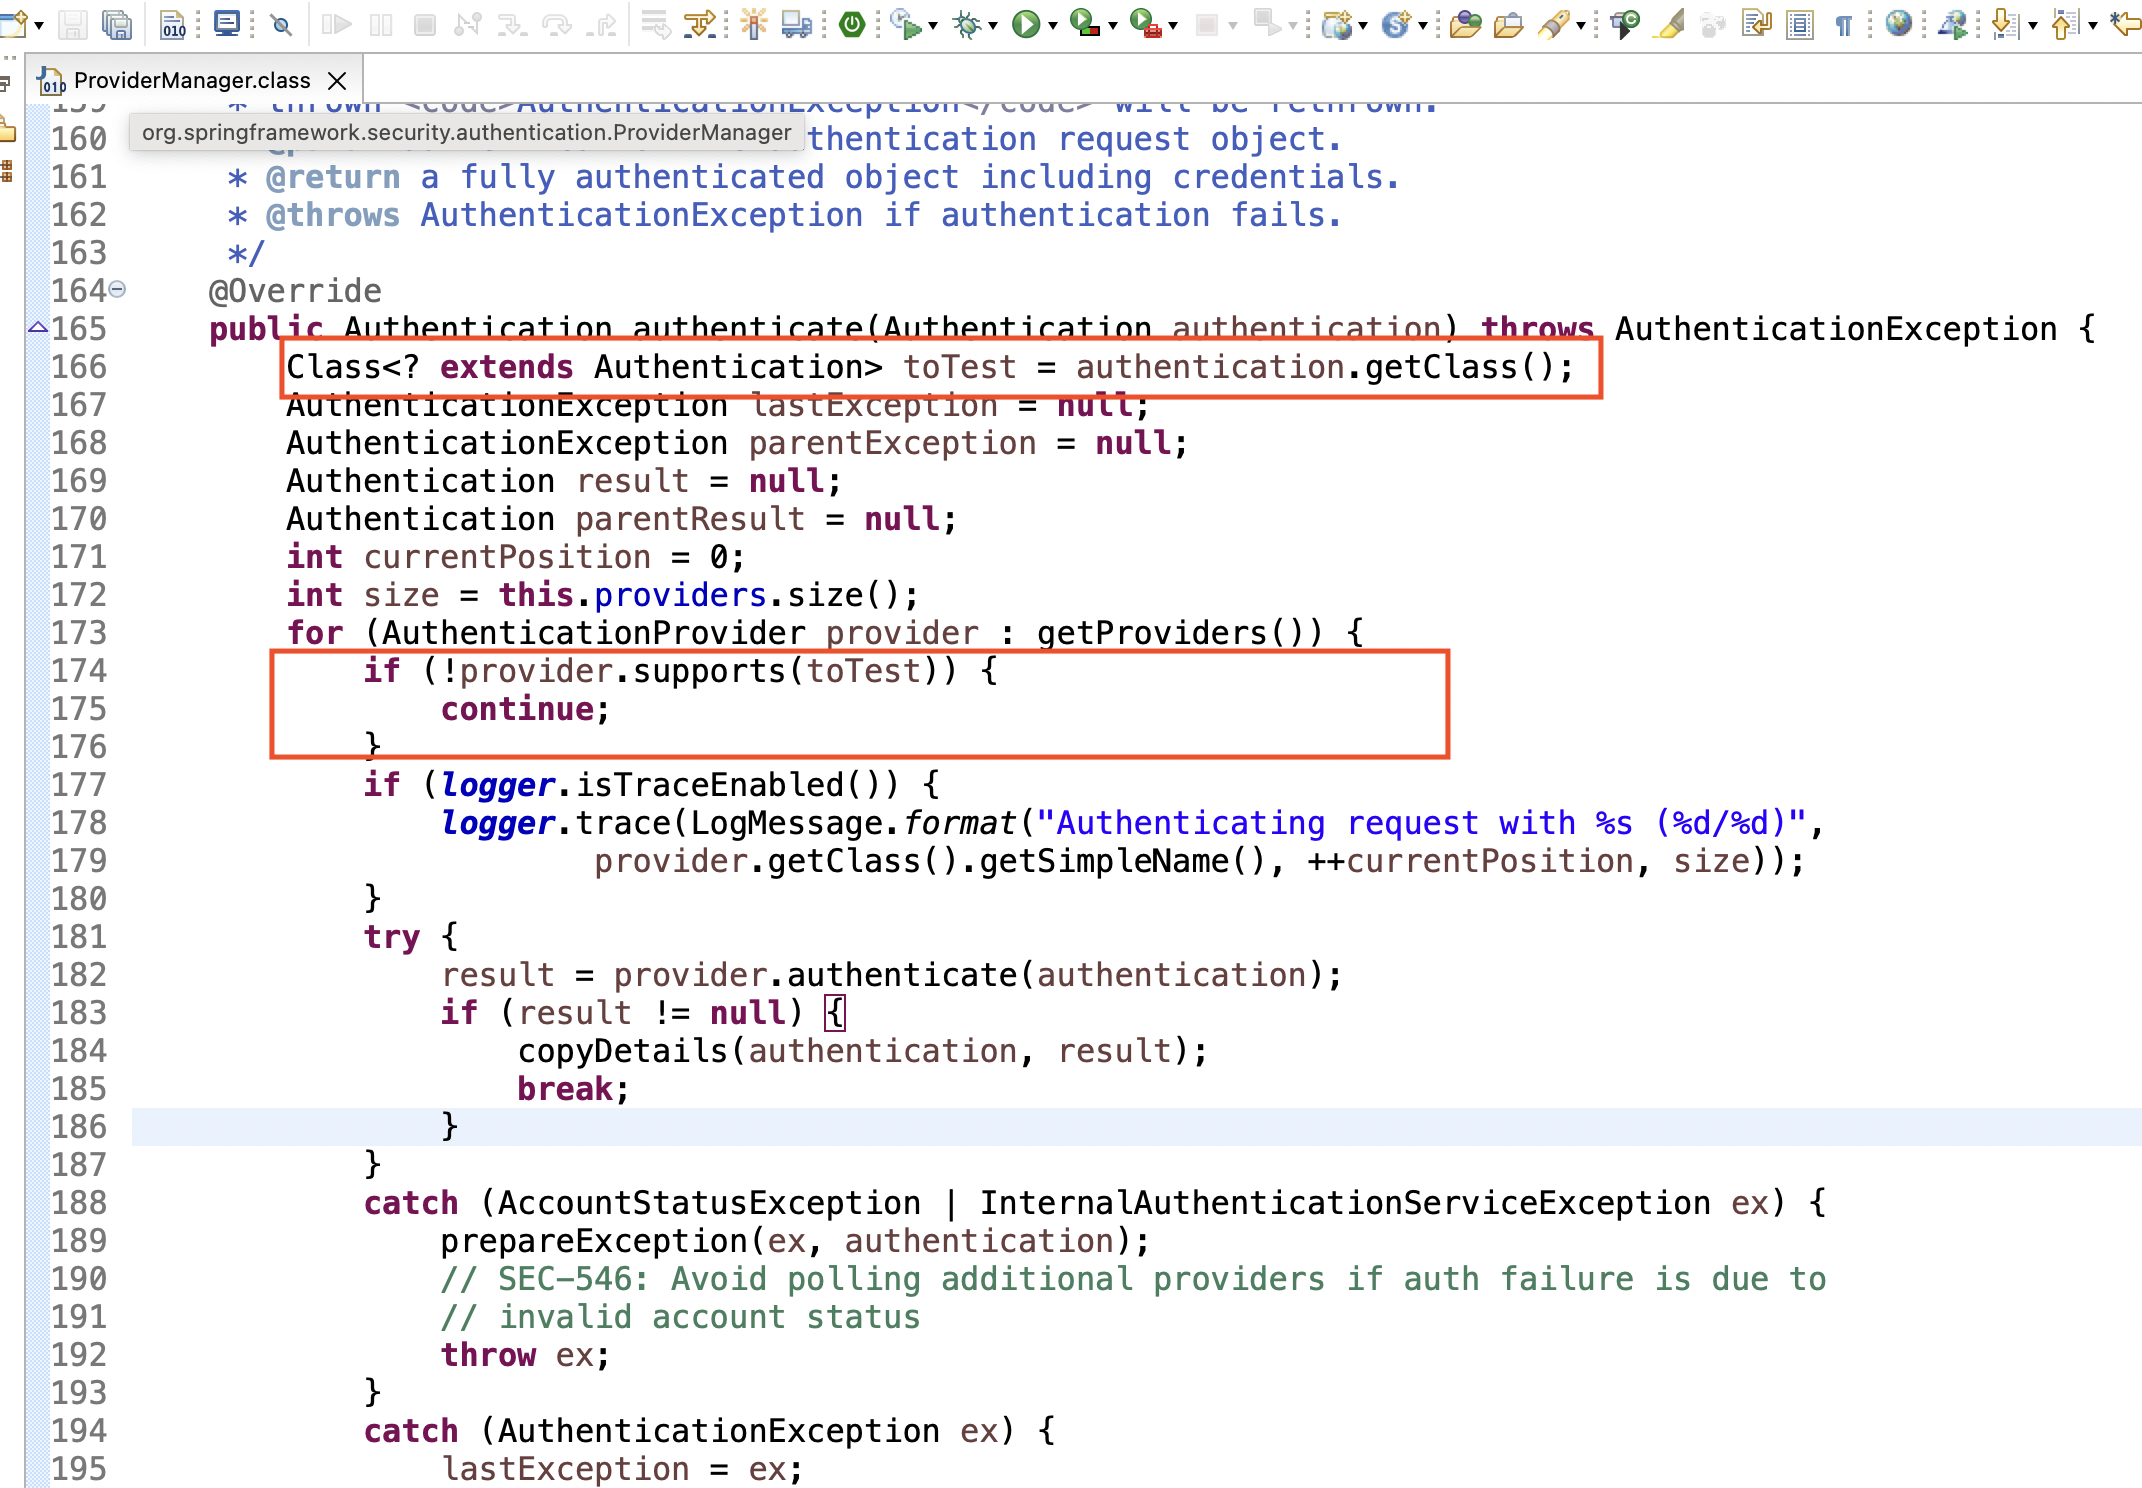 ProviderManager.class
159 * thrown <code>AuthenticationException</code> will be rethrown.
org.springframework.security.authentication.ProviderManager
160 thentication request object.
161 * @return a fully authenticated object including credentials.
162 * @throws AuthenticationException if authentication fails.
163 */
164 @Override
165 public Authentication authenticate(Authentication authentication) throws AuthenticationException {
166 Class<? extends Authentication> toTest = authentication.getClass();
167 AuthenticationException lastException = null;
168 AuthenticationException parentException = null;
169 Authentication result = null;
170 Authentication parentResult = null;
171 int currentPosition = 0;
172 int size = this.providers.size();
173 for (AuthenticationProvider provider : getProviders()) {
174 if (!provider.supports(toTest)) {
175 continue;
176 }
177 if (logger.isTraceEnabled()) {
178 logger.trace(LogMessage.format("Authenticating request with %s (%d/%d)",
179 provider.getClass().getSimpleName(), ++currentPosition, size));
180 }
181 try {
182 result = provider.authenticate(authentication);
183 if (result != null) {
184 copyDetails(authentication, result);
185 break;
186 }
187 }
188 catch (AccountStatusException | InternalAuthenticationServiceException ex) {
189 prepareException(ex, authentication);
190 // SEC-546: Avoid polling additional providers if auth failure is due to
191 // invalid account status
192 throw ex;
193 }
194 catch (AuthenticationException ex) {
195 lastException = ex;